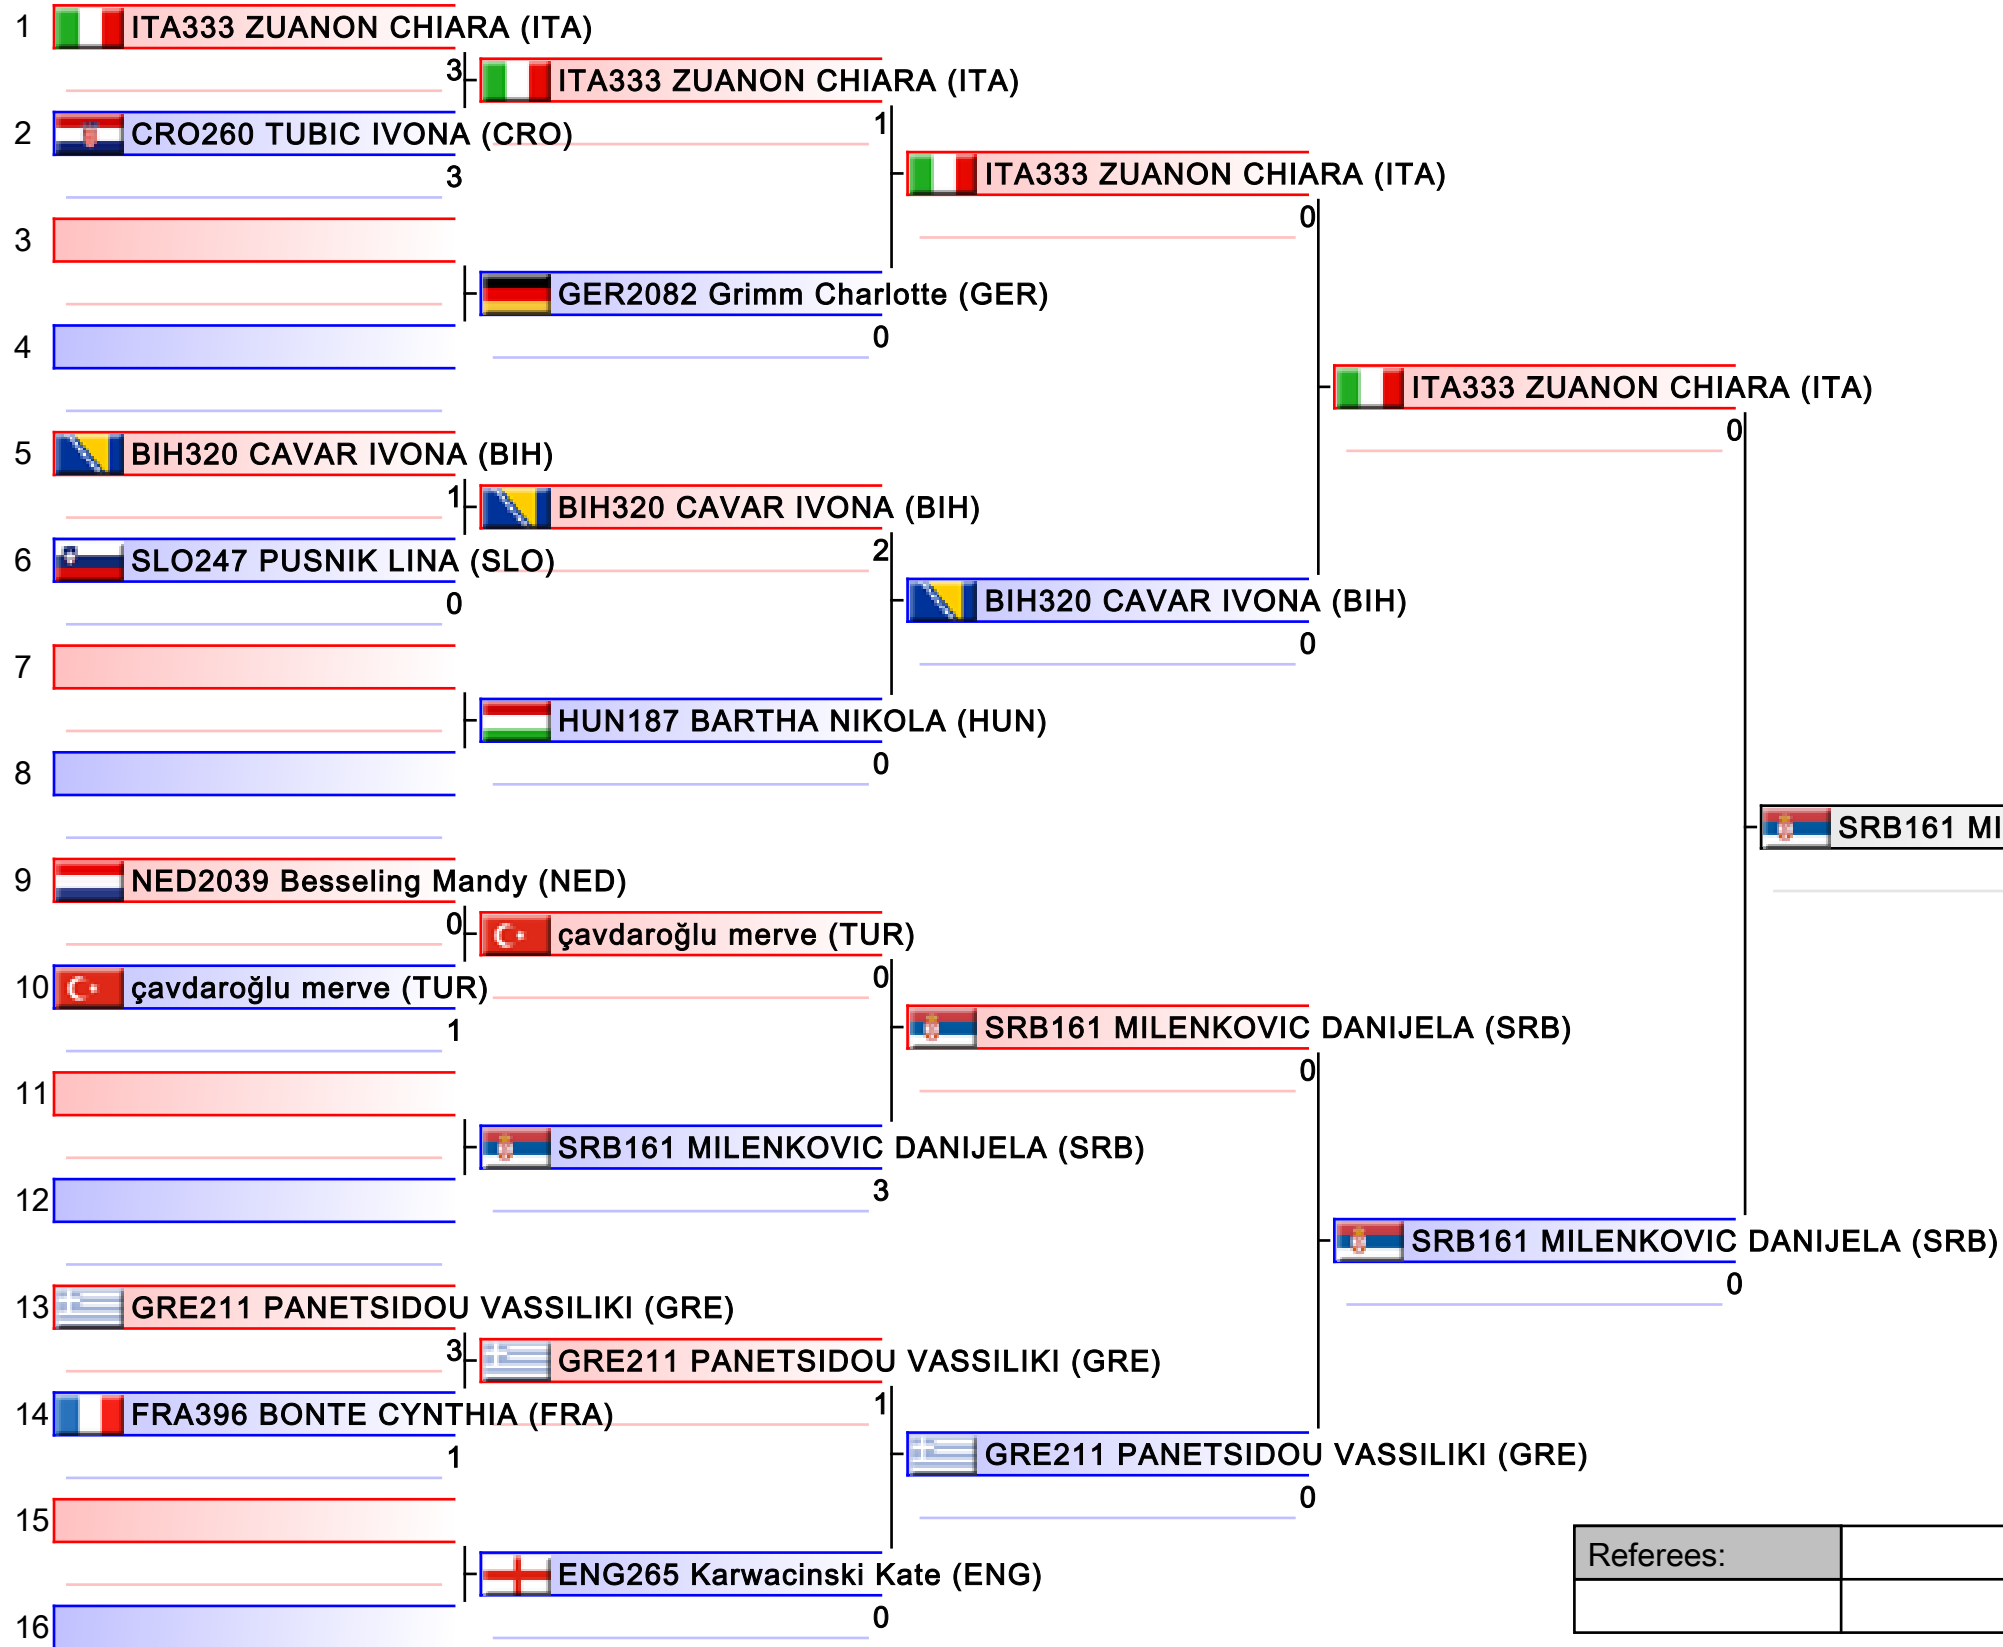 1 ITA333 ZUANON CHIARA (ITA)
3 ITA333 ZUANON CHIARA (ITA)
2 CRO260 TUBIC IVONA (CRO) 1
ITA333 ZUANON CHIARA (ITA)
3
0
3
GER2082 Grimm Charlotte (GER)
0
4
ITA333 ZUANON CHIARA (ITA)
0
5 BIH320 CAVAR IVONA (BIH)
1 BIH320 CAVAR IVONA (BIH)
6 SLO247 PUSNIK LINA (SLO) 2
BIH320 CAVAR IVONA (BIH)
0
0
7
HUN187 BARTHA NIKOLA (HUN)
0
8
SRB161 MI
9 NED2039 Besseling Mandy (NED)
0 çavdaroğlu merve (TUR)
10 çavdaroğlu merve (TUR) 0
SRB161 MILENKOVIC DANIJELA (SRB)
1
0
11
SRB161 MILENKOVIC DANIJELA (SRB)
3
12
SRB161 MILENKOVIC DANIJELA (SRB)
0
13 GRE211 PANETSIDOU VASSILIKI (GRE)
3 GRE211 PANETSIDOU VASSILIKI (GRE)
14 FRA396 BONTE CYNTHIA (FRA) 1
GRE211 PANETSIDOU VASSILIKI (GRE)
1
0
15
Referees:
ENG265 Karwacinski Kate (ENG)
0
16